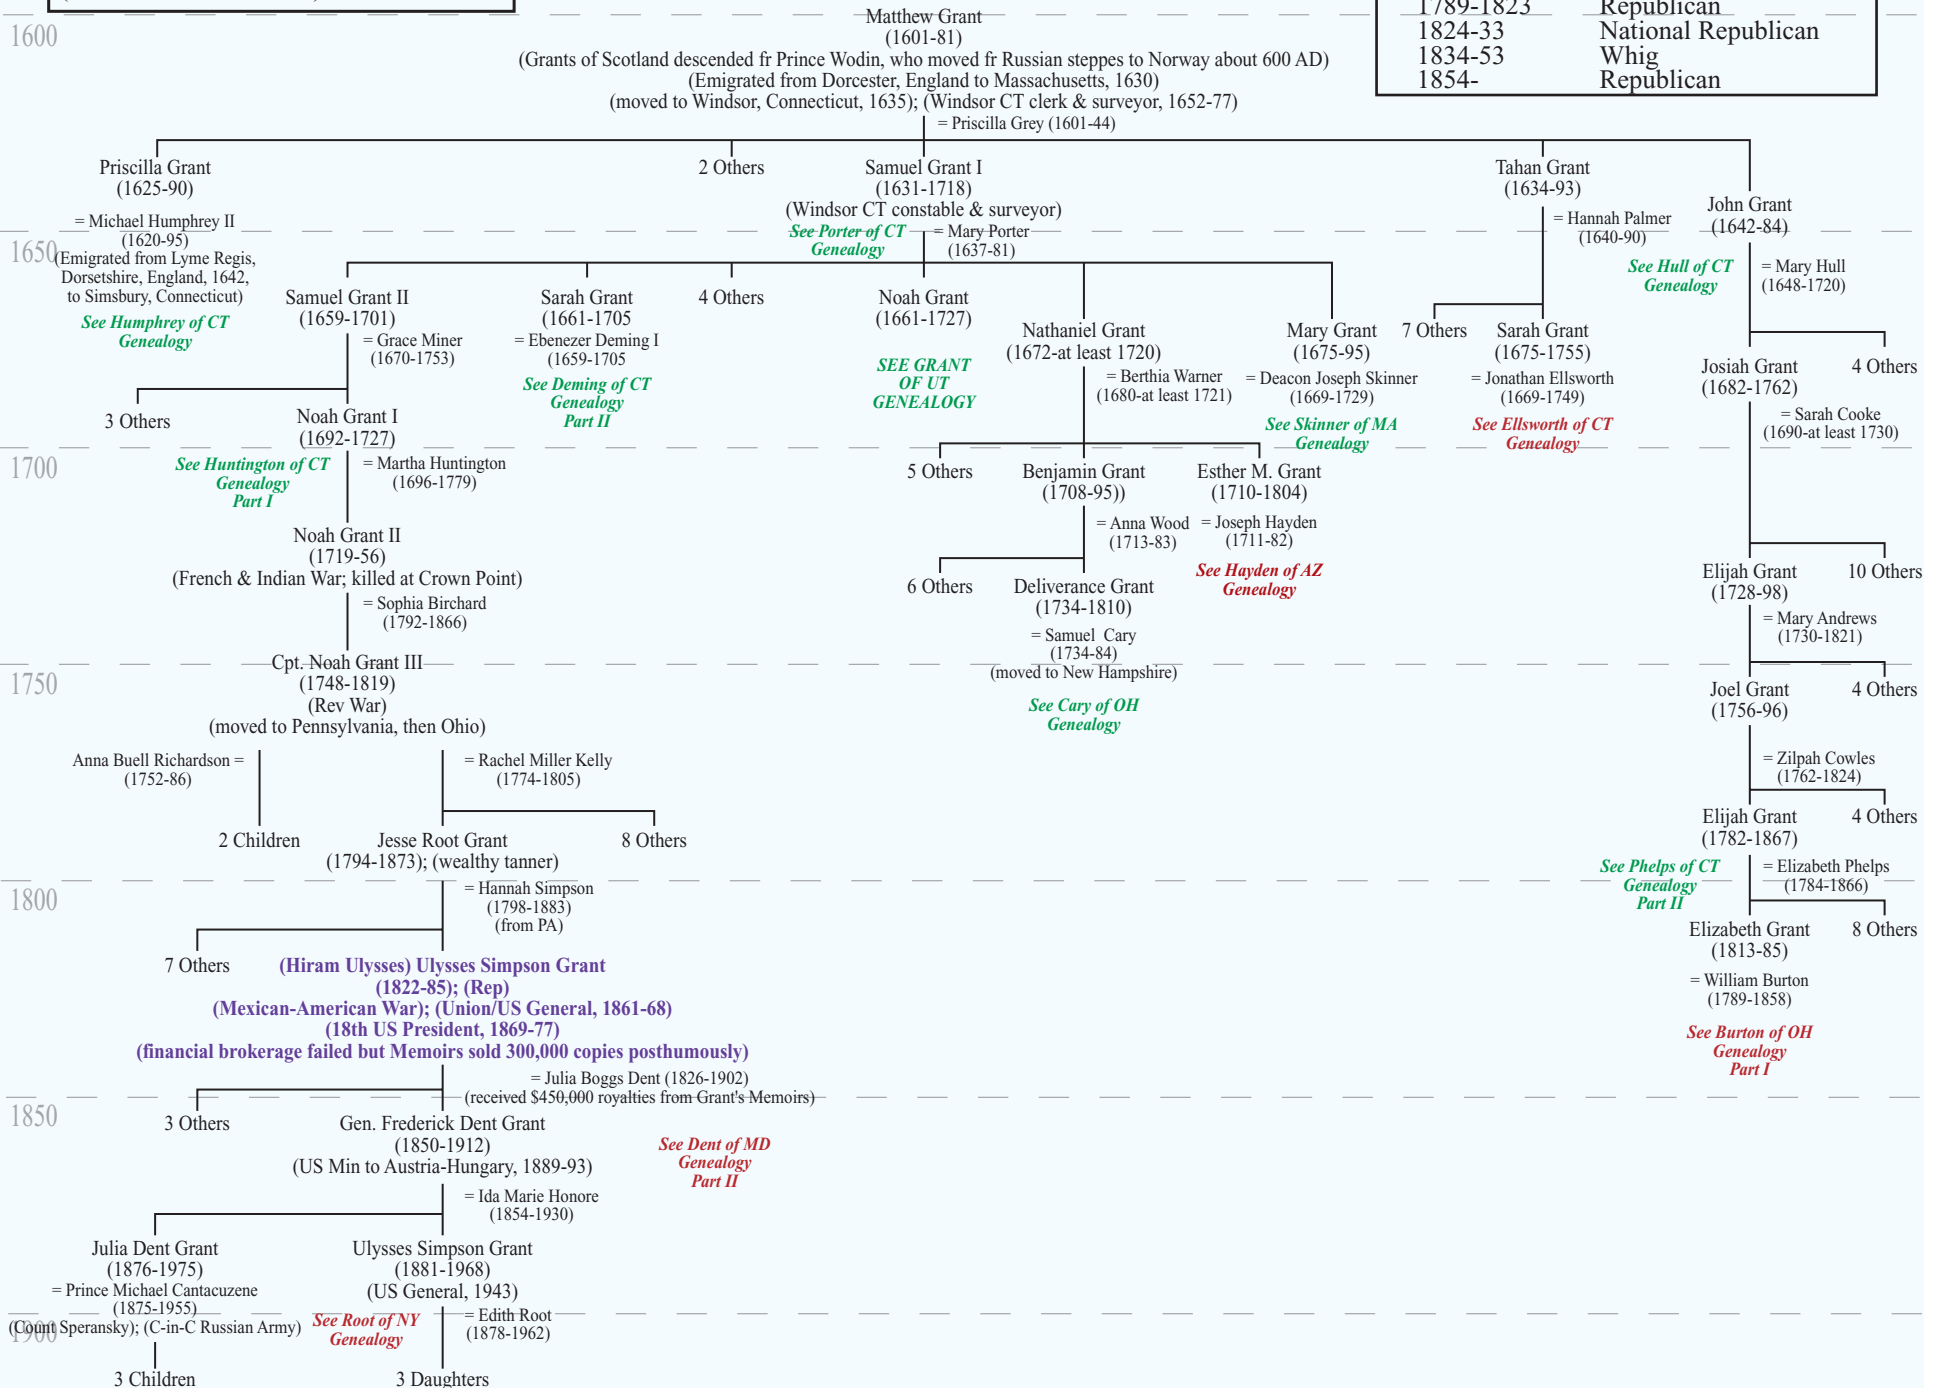 1789-1823 Republican
1824-33 National Republican
1834-53 Whig
1854- Republican
1600
Matthew Grant
(1601-81)
(Grants of Scotland descended fr Prince Wodin, who moved fr Russian steppes to Norway about 600 AD)
(Emigrated from Dorcester, England to Massachusetts, 1630)
(moved to Windsor, Connecticut, 1635); (Windsor CT clerk & surveyor, 1652-77)
= Priscilla Grey (1601-44)
Priscilla Grant
(1625-90)
= Michael Humphrey II
(1620-95)
(Emigrated from Lyme Regis,
Dorsetshire, England, 1642,
to Simsbury, Connecticut)
See Humphrey of CT
Genealogy
2 Others
Samuel Grant I
(1631-1718)
(Windsor CT constable & surveyor)
See Porter of CT
Genealogy
= Mary Porter
(1637-81)
Tahan Grant
(1634-93)
= Hannah Palmer
(1640-90)
John Grant
(1642-84)
See Hull of CT
Genealogy
= Mary Hull
(1648-1720)
1650
Samuel Grant II
(1659-1701)
= Grace Miner
(1670-1753)
Sarah Grant
(1661-1705
= Ebenezer Deming I
(1659-1705
See Deming of CT
Genealogy
Part II
4 Others
Noah Grant
(1661-1727)
SEE GRANT
OF UT
GENEALOGY
Nathaniel Grant
(1672-at least 1720)
= Berthia Warner
(1680-at least 1721)
Mary Grant
(1675-95)
= Deacon Joseph Skinner
(1669-1729)
See Skinner of MA
Genealogy
7 Others
Sarah Grant
(1675-1755)
= Jonathan Ellsworth
(1669-1749)
See Ellsworth of CT
Genealogy
Josiah Grant
(1682-1762)
4 Others
= Sarah Cooke
(1690-at least 1730)
3 Others
Noah Grant I
(1692-1727)
See Huntington of CT
Genealogy
Part I
= Martha Huntington
(1696-1779)
1700
5 Others
Benjamin Grant
(1708-95))
= Anna Wood
(1713-83)
Esther M. Grant
(1710-1804)
= Joseph Hayden
(1711-82)
See Hayden of AZ
Genealogy
Noah Grant II
(1719-56)
(French & Indian War; killed at Crown Point)
= Sophia Birchard
(1792-1866)
6 Others
Deliverance Grant
(1734-1810)
= Samuel Cary
(1734-84)
(moved to New Hampshire)
See Cary of OH
Genealogy
Elijah Grant
(1728-98)
10 Others
= Mary Andrews
(1730-1821)
1750
Cpt. Noah Grant III
(1748-1819)
(Rev War)
(moved to Pennsylvania, then Ohio)
Joel Grant
(1756-96)
4 Others
= Zilpah Cowles
(1762-1824)
Anna Buell Richardson =
(1752-86)
= Rachel Miller Kelly
(1774-1805)
2 Children
Jesse Root Grant
(1794-1873); (wealthy tanner)
8 Others
Elijah Grant
(1782-1867)
4 Others
See Phelps of CT
Genealogy
Part II
= Elizabeth Phelps
(1784-1866)
1800
= Hannah Simpson
(1798-1883)
(from PA)
Elizabeth Grant
(1813-85)
8 Others
= William Burton
(1789-1858)
See Burton of OH
Genealogy
Part I
7 Others
(Hiram Ulysses) Ulysses Simpson Grant
(1822-85); (Rep)
(Mexican-American War); (Union/US General, 1861-68)
(18th US President, 1869-77)
(financial brokerage failed but Memoirs sold 300,000 copies posthumously)
= Julia Boggs Dent (1826-1902)
(received $450,000 royalties from Grant's Memoirs)
1850
3 Others
Gen. Frederick Dent Grant
(1850-1912)
(US Min to Austria-Hungary, 1889-93)
See Dent of MD
Genealogy
Part II
= Ida Marie Honore
(1854-1930)
Julia Dent Grant
(1876-1975)
= Prince Michael Cantacuzene
(1875-1955)
(Count Speransky); (C-in-C Russian Army)
Ulysses Simpson Grant
(1881-1968)
(US General, 1943)
See Root of NY
Genealogy
= Edith Root
(1878-1962)
1900
3 Children
3 Daughters